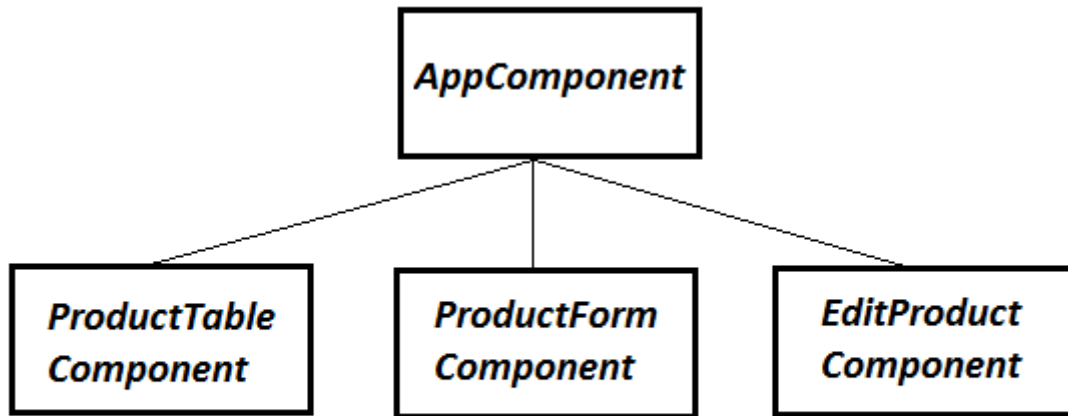 AppComponent
ProductTable
Component
ProductForm
Component
EditProduct
Component